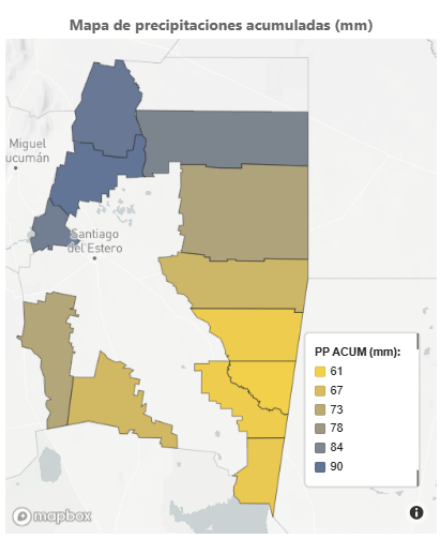 Mapa de precipitaciones acumuladas (mm)
Miguel
ucumán
Santiago
del Estero
PP ACUM (mm):
61
67
73
78
84
90
mapbox
i